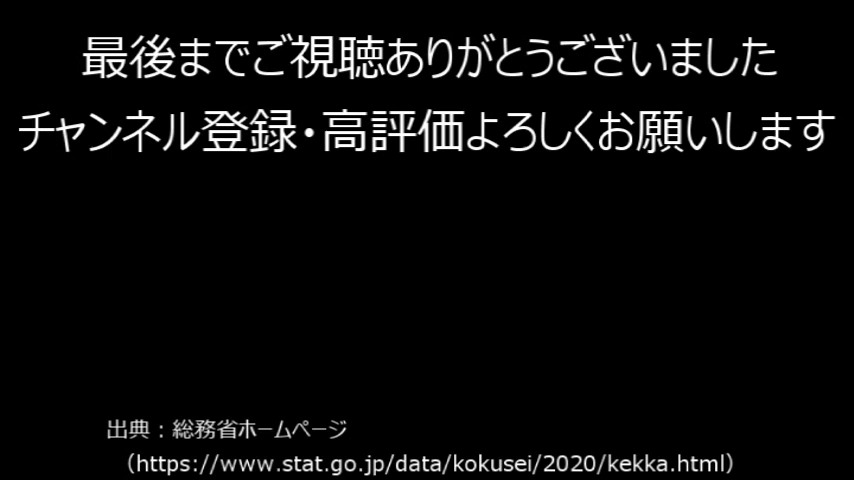 最後までご視聴ありがとうございました
チャンネル登録・高評価よろしくお願いします
出典：総務省ホームページ
（https://www.stat.go.jp/data/kokusei/2020/kekka.html）